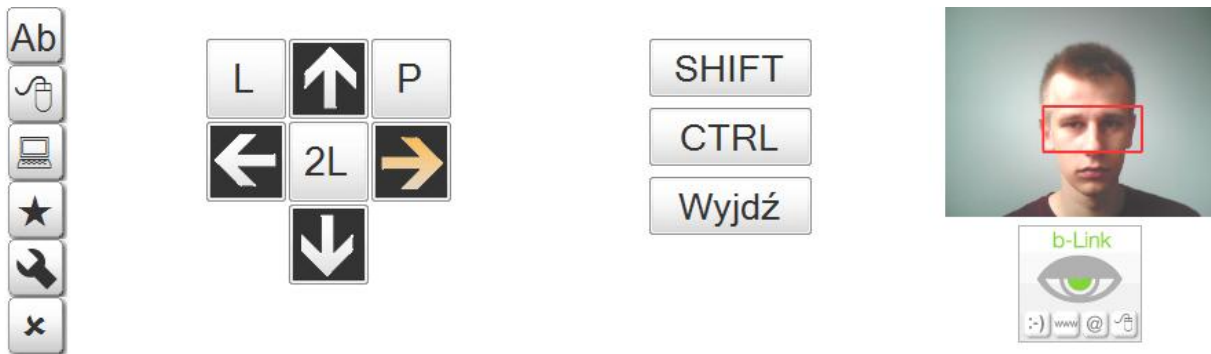 Ab
L
P
2L
SHIFT
CTRL
Wyjdź
b-Link
:-)
www
@